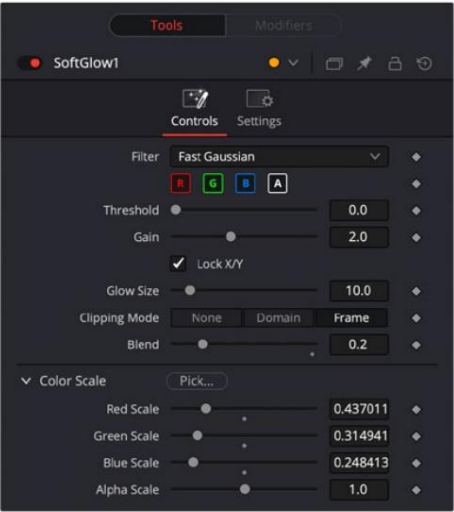 Tools Modifiers
SoftGlow1
Controls Settings
Filter Fast Gaussian
R G B A
Threshold 0.0
Gain 2.0
Lock X/Y
Glow Size 10.0
Clipping Mode None Domain Frame
Blend 0.2
Color Scale Pick...
Red Scale 0.437011
Green Scale 0.314941
Blue Scale 0.248413
Alpha Scale 1.0